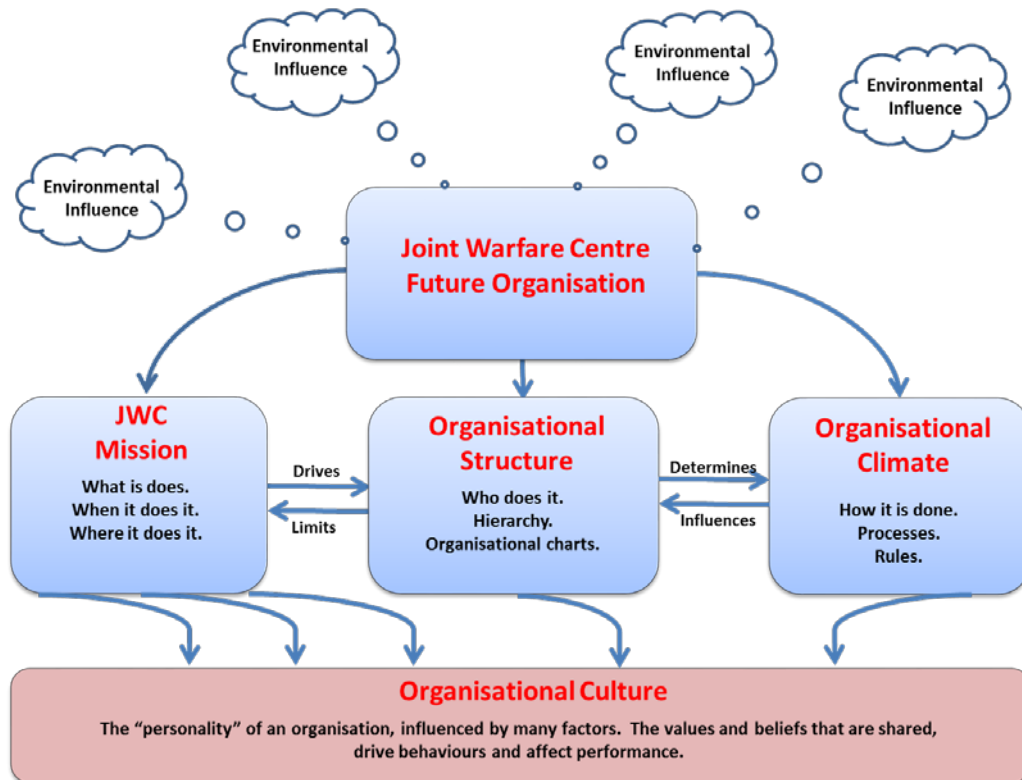 Environmental
Influence
Environmental
Influence
Environmental
Influence
Environmental
Influence
Joint Warfare Centre
Future Organisation
JWC
Mission
What is does.
When it does it.
Where it does it.
Drives
Limits
Organisational
Structure
Who does it.
Hierarchy.
Organisational charts.
Determines
Influences
Organisational
Climate
How it is done.
Processes.
Rules.
Organisational Culture
The “personality” of an organisation, influenced by many factors. The values and beliefs that are shared,
drive behaviours and affect performance.